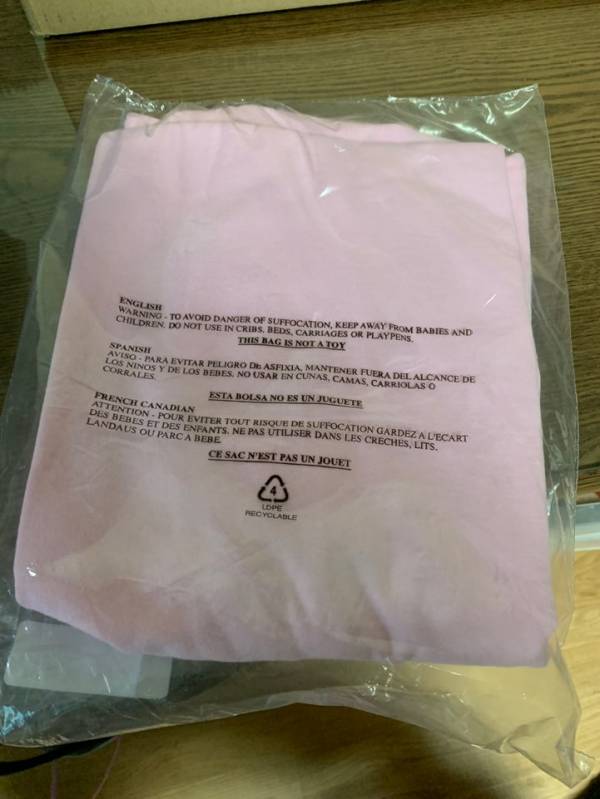 ENGLISH
WARNING - TO AVOID DANGER OF SUFFOCATION, KEEP AWAY FROM BABIES AND
CHILDREN. DO NOT USE IN CRIBS, BEDS, CARRIAGES OR PLAYPENS.
THIS BAG IS NOT A TOY
SPANISH
AVISO - PARA EVITAR PELIGRO DE ASFIXIA, MANTENER FUERA DEL ALCANCE DE
LOS NINOS Y DE LOS BEBES. NO USAR EN CUNAS, CAMAS, CARRIOLAS O
CORRALES.
ESTA BOLSA NO ES UN JUGUETE
FRENCH CANADIAN
ATTENTION - POUR EVITER TOUT RISQUE DE SUFFOCATION GARDEZ A L'ECART
DES BEBES ET DES ENFANTS. NE PAS UTILISER DANS LES CRECHES, LITS,
LANDAUS OU PARC A BEBE.
CE SAC N'EST PAS UN JOUET
4
LDPE
RECYCLABLE